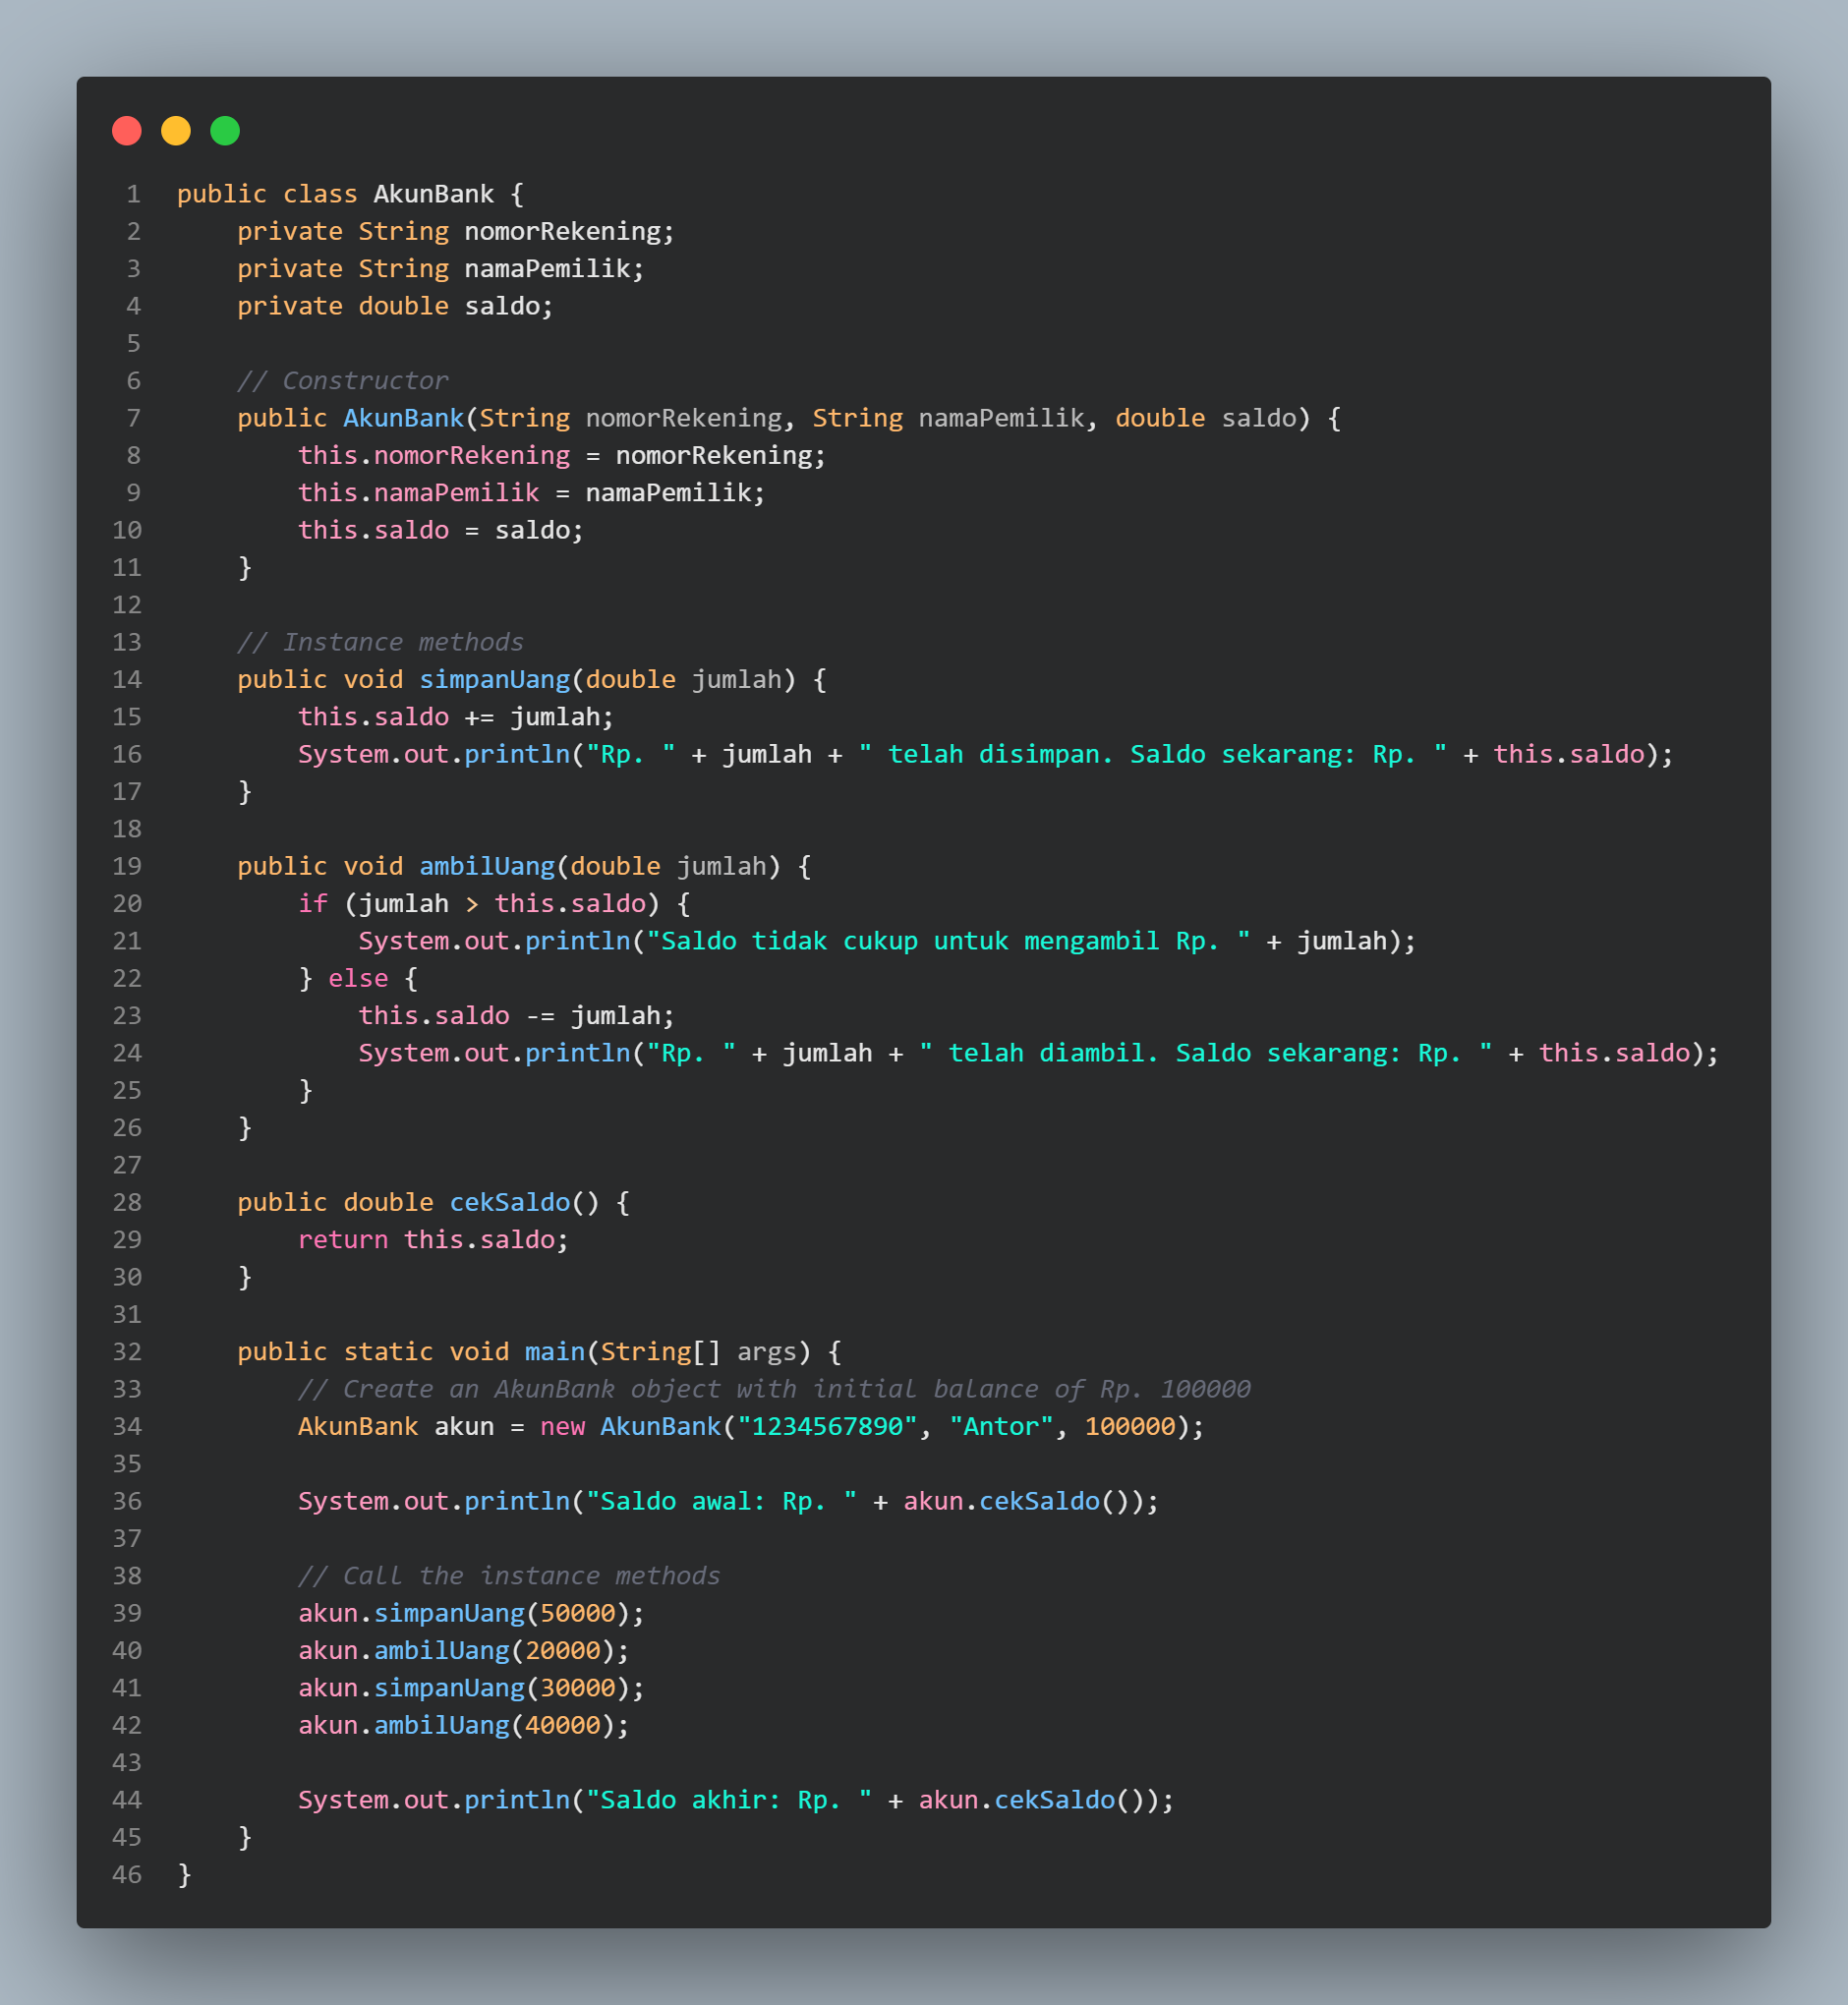 1 public class AkunBank {
2     private String nomorRekening;
3     private String namaPemilik;
4     private double saldo;
5
6     // Constructor
7     public AkunBank(String nomorRekening, String namaPemilik, double saldo) {
8         this.nomorRekening = nomorRekening;
9         this.namaPemilik = namaPemilik;
10         this.saldo = saldo;
11     }
12
13     // Instance methods
14     public void simpanUang(double jumlah) {
15         this.saldo += jumlah;
16         System.out.println("Rp. " + jumlah + " telah disimpan. Saldo sekarang: Rp. " + this.saldo);
17     }
18
19     public void ambilUang(double jumlah) {
20         if (jumlah > this.saldo) {
21             System.out.println("Saldo tidak cukup untuk mengambil Rp. " + jumlah);
22         } else {
23             this.saldo -= jumlah;
24             System.out.println("Rp. " + jumlah + " telah diambil. Saldo sekarang: Rp. " + this.saldo);
25         }
26     }
27
28     public double cekSaldo() {
29         return this.saldo;
30     }
31
32     public static void main(String[] args) {
33         // Create an AkunBank object with initial balance of Rp. 100000
34         AkunBank akun = new AkunBank("1234567890", "Antor", 100000);
35
36         System.out.println("Saldo awal: Rp. " + akun.cekSaldo());
37
38         // Call the instance methods
39         akun.simpanUang(50000);
40         akun.ambilUang(20000);
41         akun.simpanUang(30000);
42         akun.ambilUang(40000);
43
44         System.out.println("Saldo akhir: Rp. " + akun.cekSaldo());
45     }
46 }